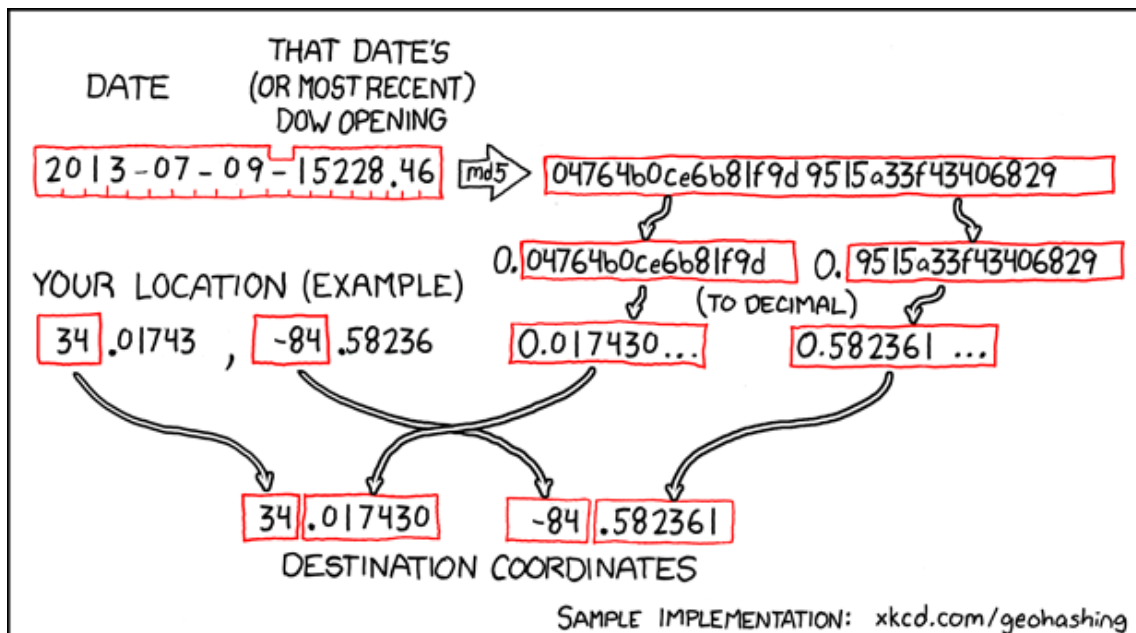 THAT DATE'S
DATE (OR MOST RECENT)
DOW OPENING
2013-07-09-15228.46 md5 04764b0ce6b81f9d9515a33f43406829
0.04764b0ce6b81f9d 0.9515a33f43406829
YOUR LOCATION (EXAMPLE) (TO DECIMAL)
34.01743, -84.58236 0.017430... 0.582361...
34.017430 -84.582361
DESTINATION COORDINATES
SAMPLE IMPLEMENTATION: xkcd.com/geohashing